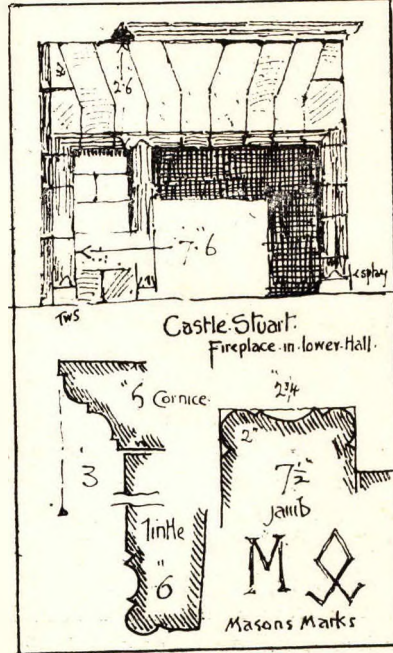 2·6
7"6
splay
TWS
Castle·Stuart.
Fireplace·in·lower·Hall.
"5 Cornice.
'3
"2¾
2"
7½"
jamb
lintle
"6
M
Masons Marks